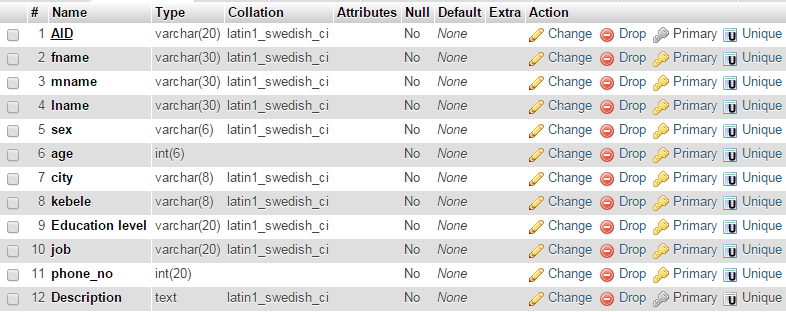 # Name Type Collation Attributes Null Default Extra Action
1 AID varchar(20) latin1_swedish_ci No None Change Drop Primary U Unique
2 fname varchar(30) latin1_swedish_ci No None Change Drop Primary U Unique
3 mname varchar(30) latin1_swedish_ci No None Change Drop Primary U Unique
4 lname varchar(30) latin1_swedish_ci No None Change Drop Primary U Unique
5 sex varchar(6) latin1_swedish_ci No None Change Drop Primary U Unique
6 age int(6) No None Change Drop Primary U Unique
7 city varchar(8) latin1_swedish_ci No None Change Drop Primary U Unique
8 kebele varchar(8) latin1_swedish_ci No None Change Drop Primary U Unique
9 Education level varchar(20) latin1_swedish_ci No None Change Drop Primary U Unique
10 job varchar(20) latin1_swedish_ci No None Change Drop Primary U Unique
11 phone_no int(20) No None Change Drop Primary U Unique
12 Description text latin1_swedish_ci No None Change Drop Primary U Unique